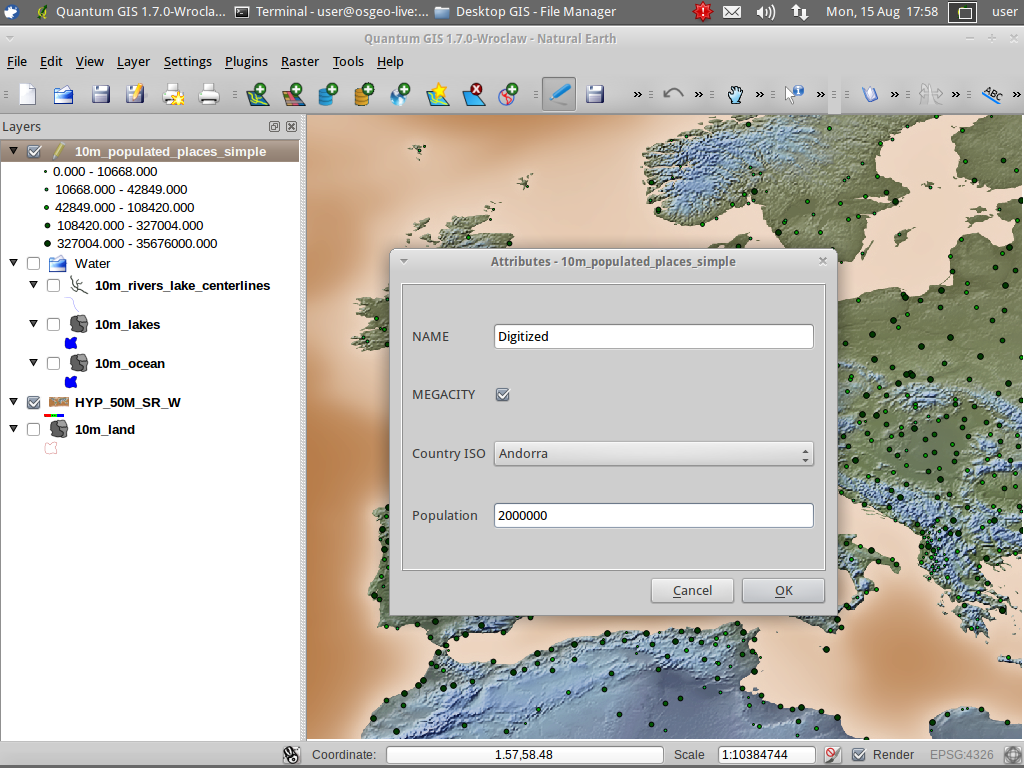 Quantum GIS 1.7.0-Wrocla... Terminal - user@osgeo-live:... Desktop GIS - File Manager Mon, 15 Aug 17:58 user
Quantum GIS 1.7.0-Wroclaw - Natural Earth
File Edit View Layer Settings Plugins Raster Tools Help
ABC
Layers
10m_populated_places_simple
0.000 - 10668.000
10668.000 - 42849.000
42849.000 - 108420.000
108420.000 - 327004.000
327004.000 - 35676000.000
Water
10m_rivers_lake_centerlines
10m_lakes
10m_ocean
HYP_50M_SR_W
10m_land
Attributes - 10m_populated_places_simple
NAME Digitized
MEGACITY
Country ISO Andorra
Population 2000000
Cancel OK
Coordinate: 1.57,58.48 Scale 1:10384744 Render EPSG:4326